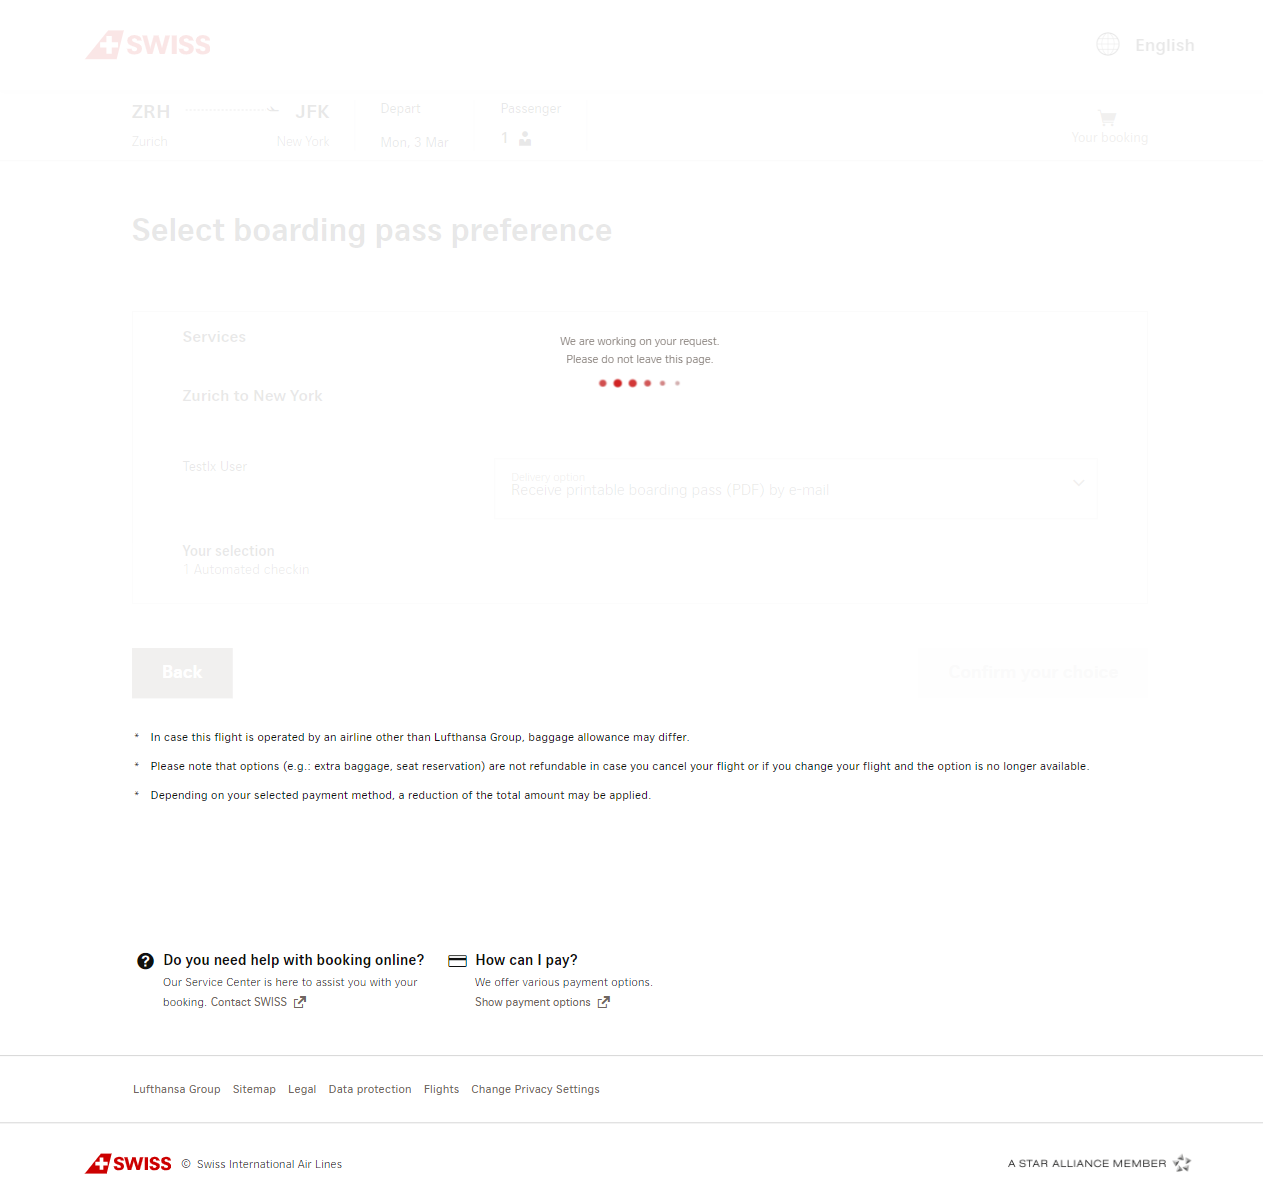 SWISS
English
ZRH JFK
Zurich New York
Depart
Mon, 3 Mar
Passenger
1
Your booking
Select boarding pass preference
We are working on your request.
Please do not leave this page.
Services
Zurich to New York
TestIx User
Delivery option
Receive printable boarding pass (PDF) by e-mail
Your selection
1 Automated checkin
Back
Confirm your choice
* In case this flight is operated by an airline other than Lufthansa Group, baggage allowance may differ.
* Please note that options (e.g.: extra baggage, seat reservation) are not refundable in case you cancel your flight or if you change your flight and the option is no longer available.
* Depending on your selected payment method, a reduction of the total amount may be applied.
Do you need help with booking online?
Our Service Center is here to assist you with your
booking. Contact SWISS
How can I pay?
We offer various payment options.
Show payment options
Lufthansa Group Sitemap Legal Data protection Flights Change Privacy Settings
SWISS © Swiss International Air Lines
A STAR ALLIANCE MEMBER